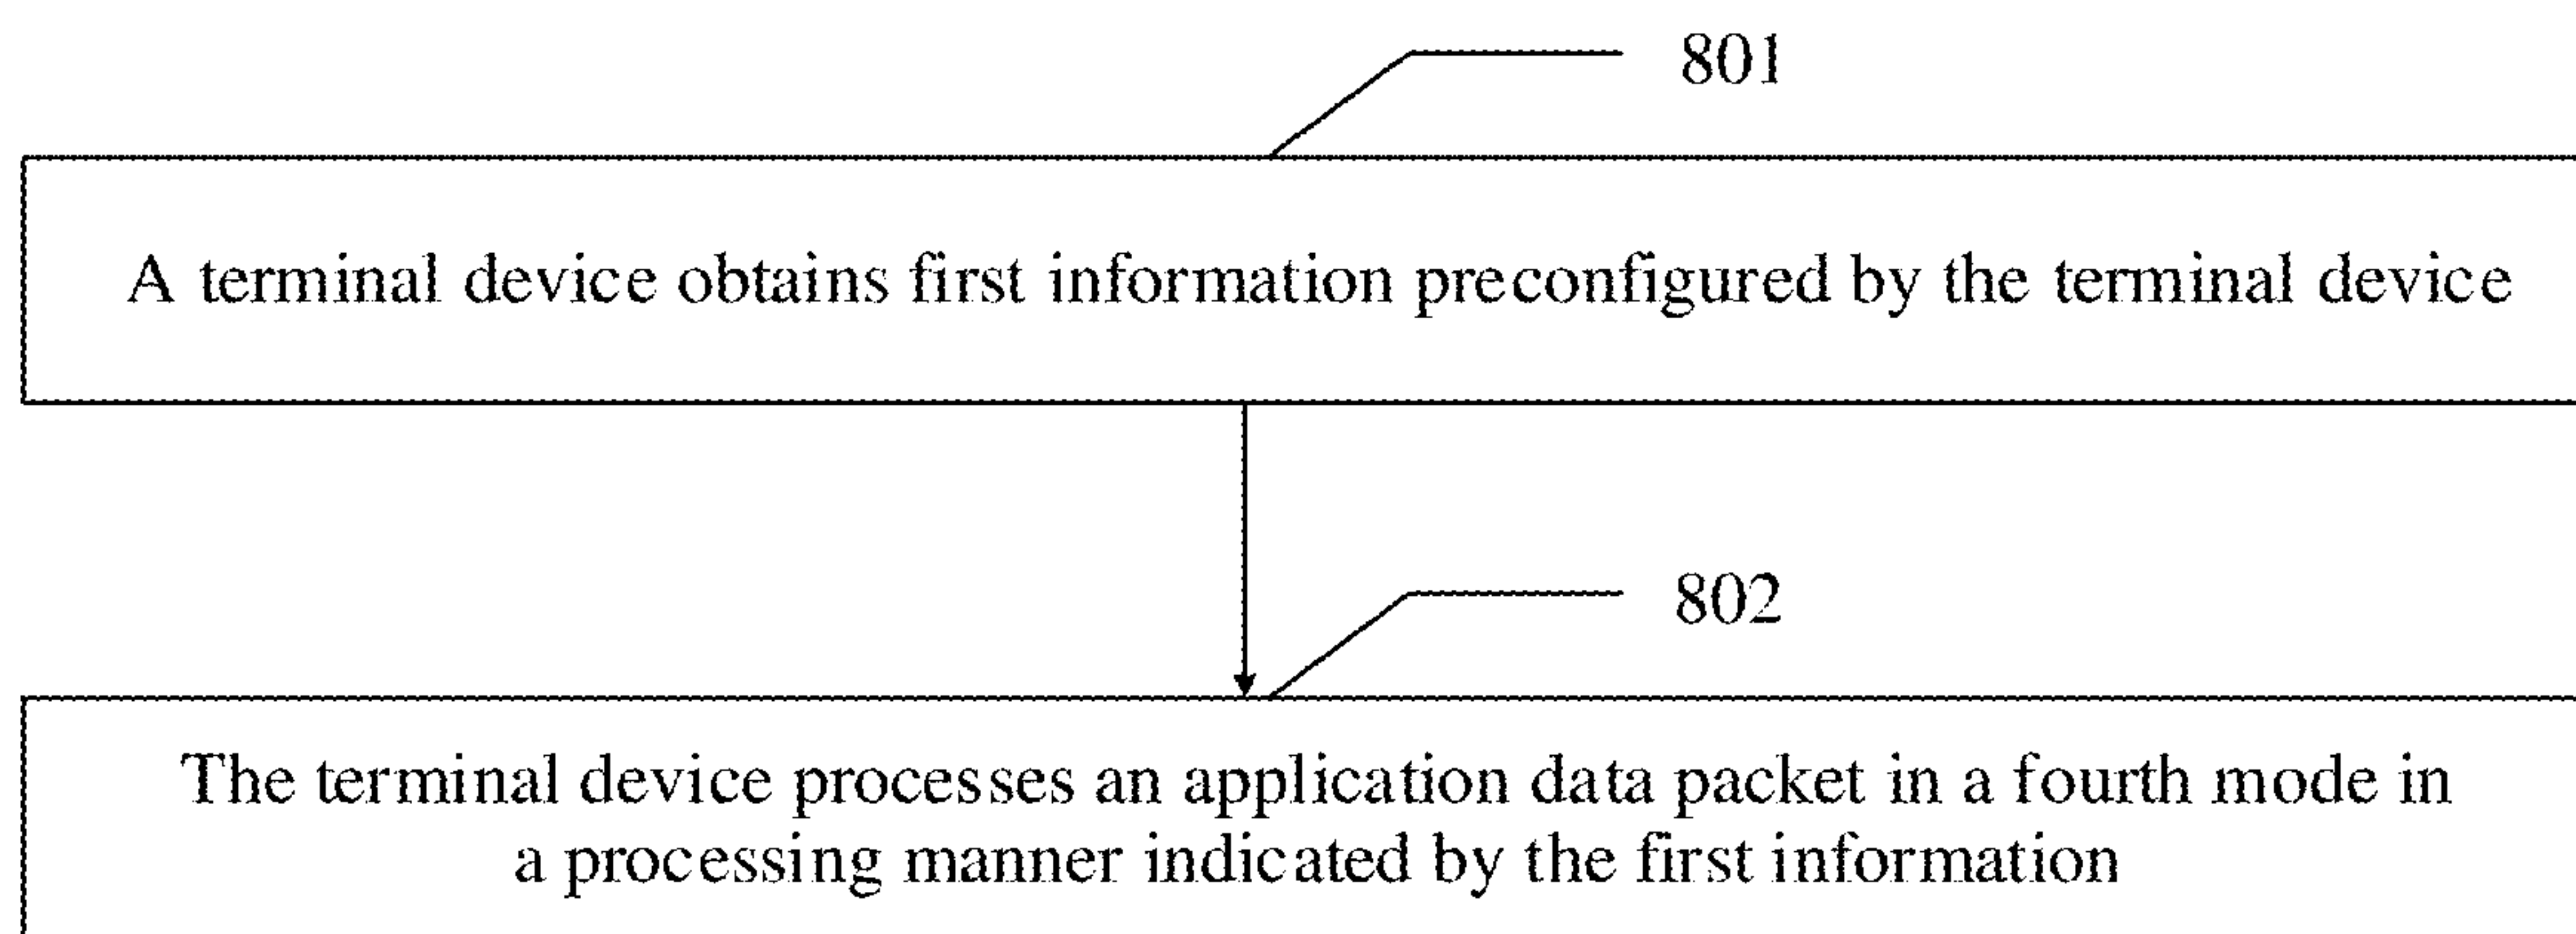 801
A terminal device obtains first information preconfigured by the terminal device
802
The terminal device processes an application data packet in a fourth mode in
a processing manner indicated by the first information